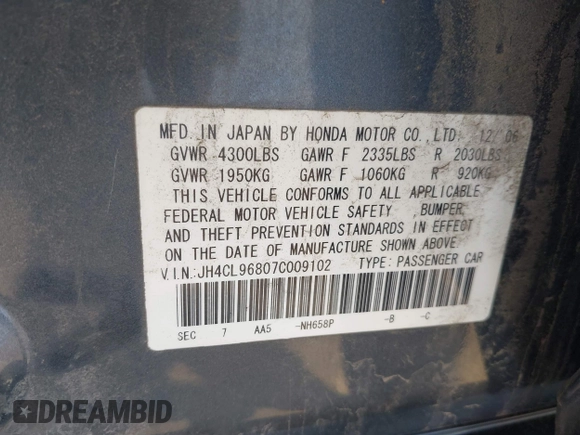 MFD. IN JAPAN BY HONDA MOTOR CO., LTD. 12/06
GVWR 4300LBS GAWR F 2335LBS R 2030LBS
GVWR 1950KG GAWR F 1060KG R 920KG
THIS VEHICLE CONFORMS TO ALL APPLICABLE
FEDERAL MOTOR VEHICLE SAFETY , BUMPER,
AND THEFT PREVENTION STANDARDS IN EFFECT
ON THE DATE OF MANUFACTURE SHOWN ABOVE.
V.I.N.:JH4CL96807C009102 TYPE: PASSENGER CAR
SEC 7 AA5 -NH658P -B -C
DREAMBID